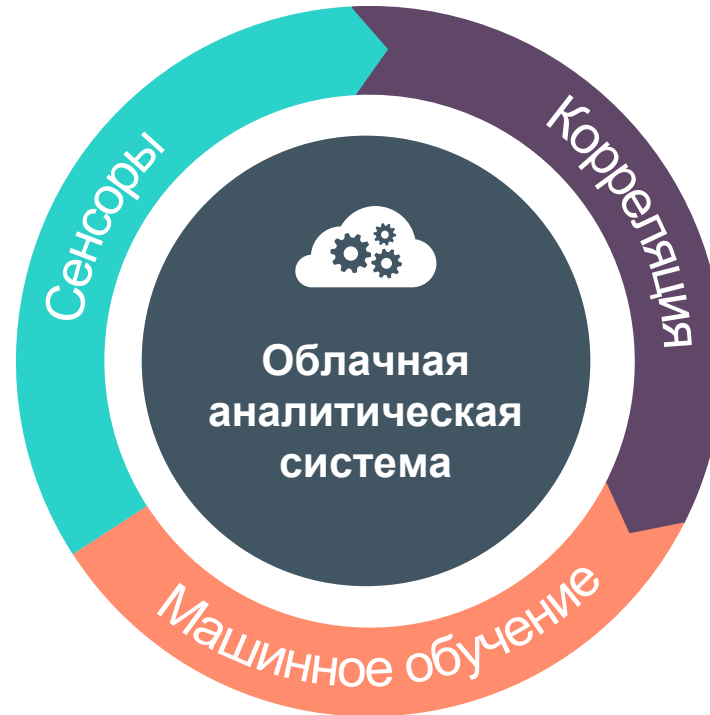 Сенсоры
Корреляция
Облачная
аналитическая
система
Машинное обучение